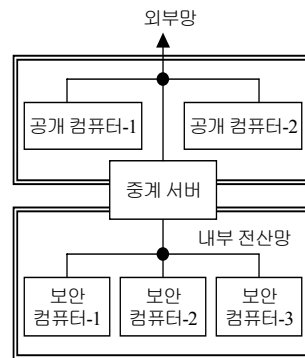 외부망
공개 컴퓨터-1
공개 컴퓨터-2
중계 서버
내부 전산망
보안
컴퓨터-1
보안
컴퓨터-2
보안
컴퓨터-3